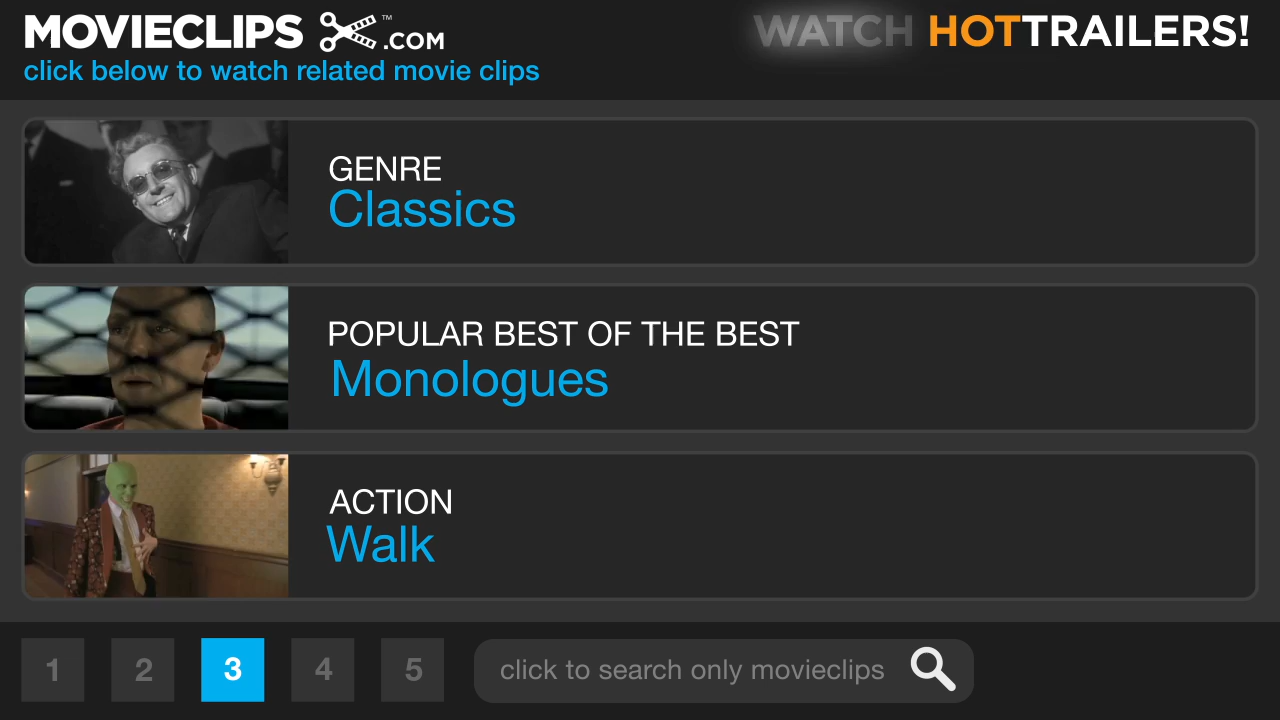 MOVIECLIPS ™ .COM
WATCH HOTTRAILERS!
click below to watch related movie clips
GENRE
Classics
POPULAR BEST OF THE BEST
Monologues
ACTION
Walk
1 2 3 4 5
click to search only movieclips